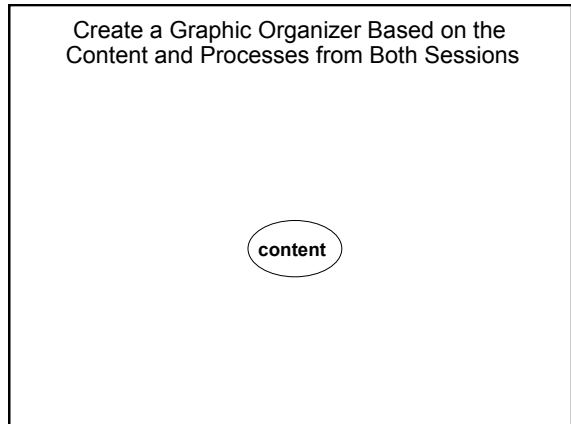 Create a Graphic Organizer Based on the
Content and Processes from Both Sessions
content